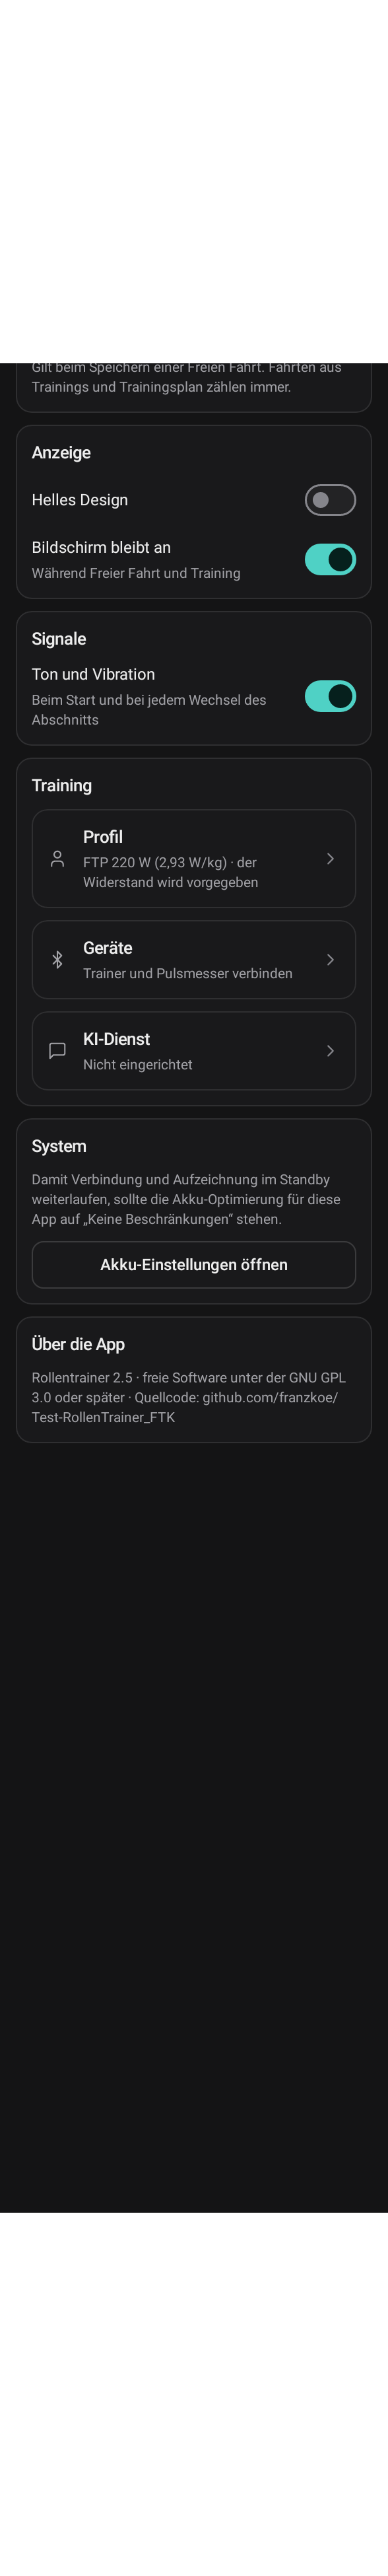 Gilt beim Speichern einer Freien Fahrt. Fahrten aus
Trainings und Trainingsplan zählen immer.
Anzeige
Helles Design
Bildschirm bleibt an
Während Freier Fahrt und Training
Signale
Ton und Vibration
Beim Start und bei jedem Wechsel des
Abschnitts
Training
Profil
FTP 220 W (2,93 W/kg) · der
Widerstand wird vorgegeben
Geräte
Trainer und Pulsmesser verbinden
KI-Dienst
Nicht eingerichtet
System
Damit Verbindung und Aufzeichnung im Standby
weiterlaufen, sollte die Akku-Optimierung für diese
App auf „Keine Beschränkungen“ stehen.
Akku-Einstellungen öffnen
Über die App
Rollentrainer 2.5 · freie Software unter der GNU GPL
3.0 oder später · Quellcode: github.com/franzkoe/
Test-RollenTrainer_FTK